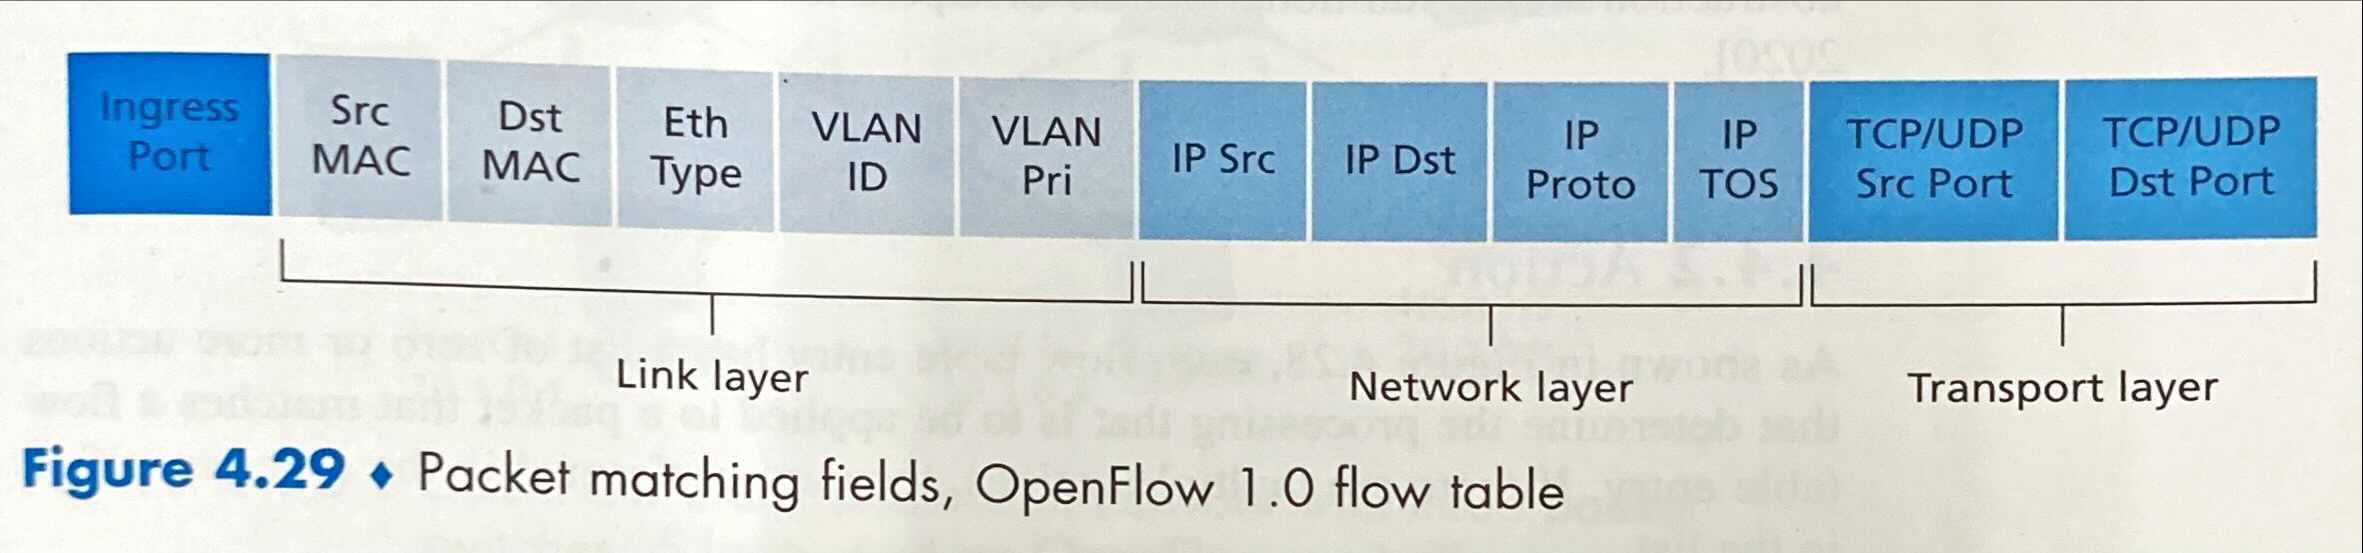 Ingress Port
Src MAC
Dst MAC
Eth Type
VLAN ID
VLAN Pri
IP Src
IP Dst
IP Proto
IP TOS
TCP/UDP Src Port
TCP/UDP Dst Port
Link layer
Network layer
Transport layer
Figure 4.29 ♦ Packet matching fields, OpenFlow 1.0 flow table